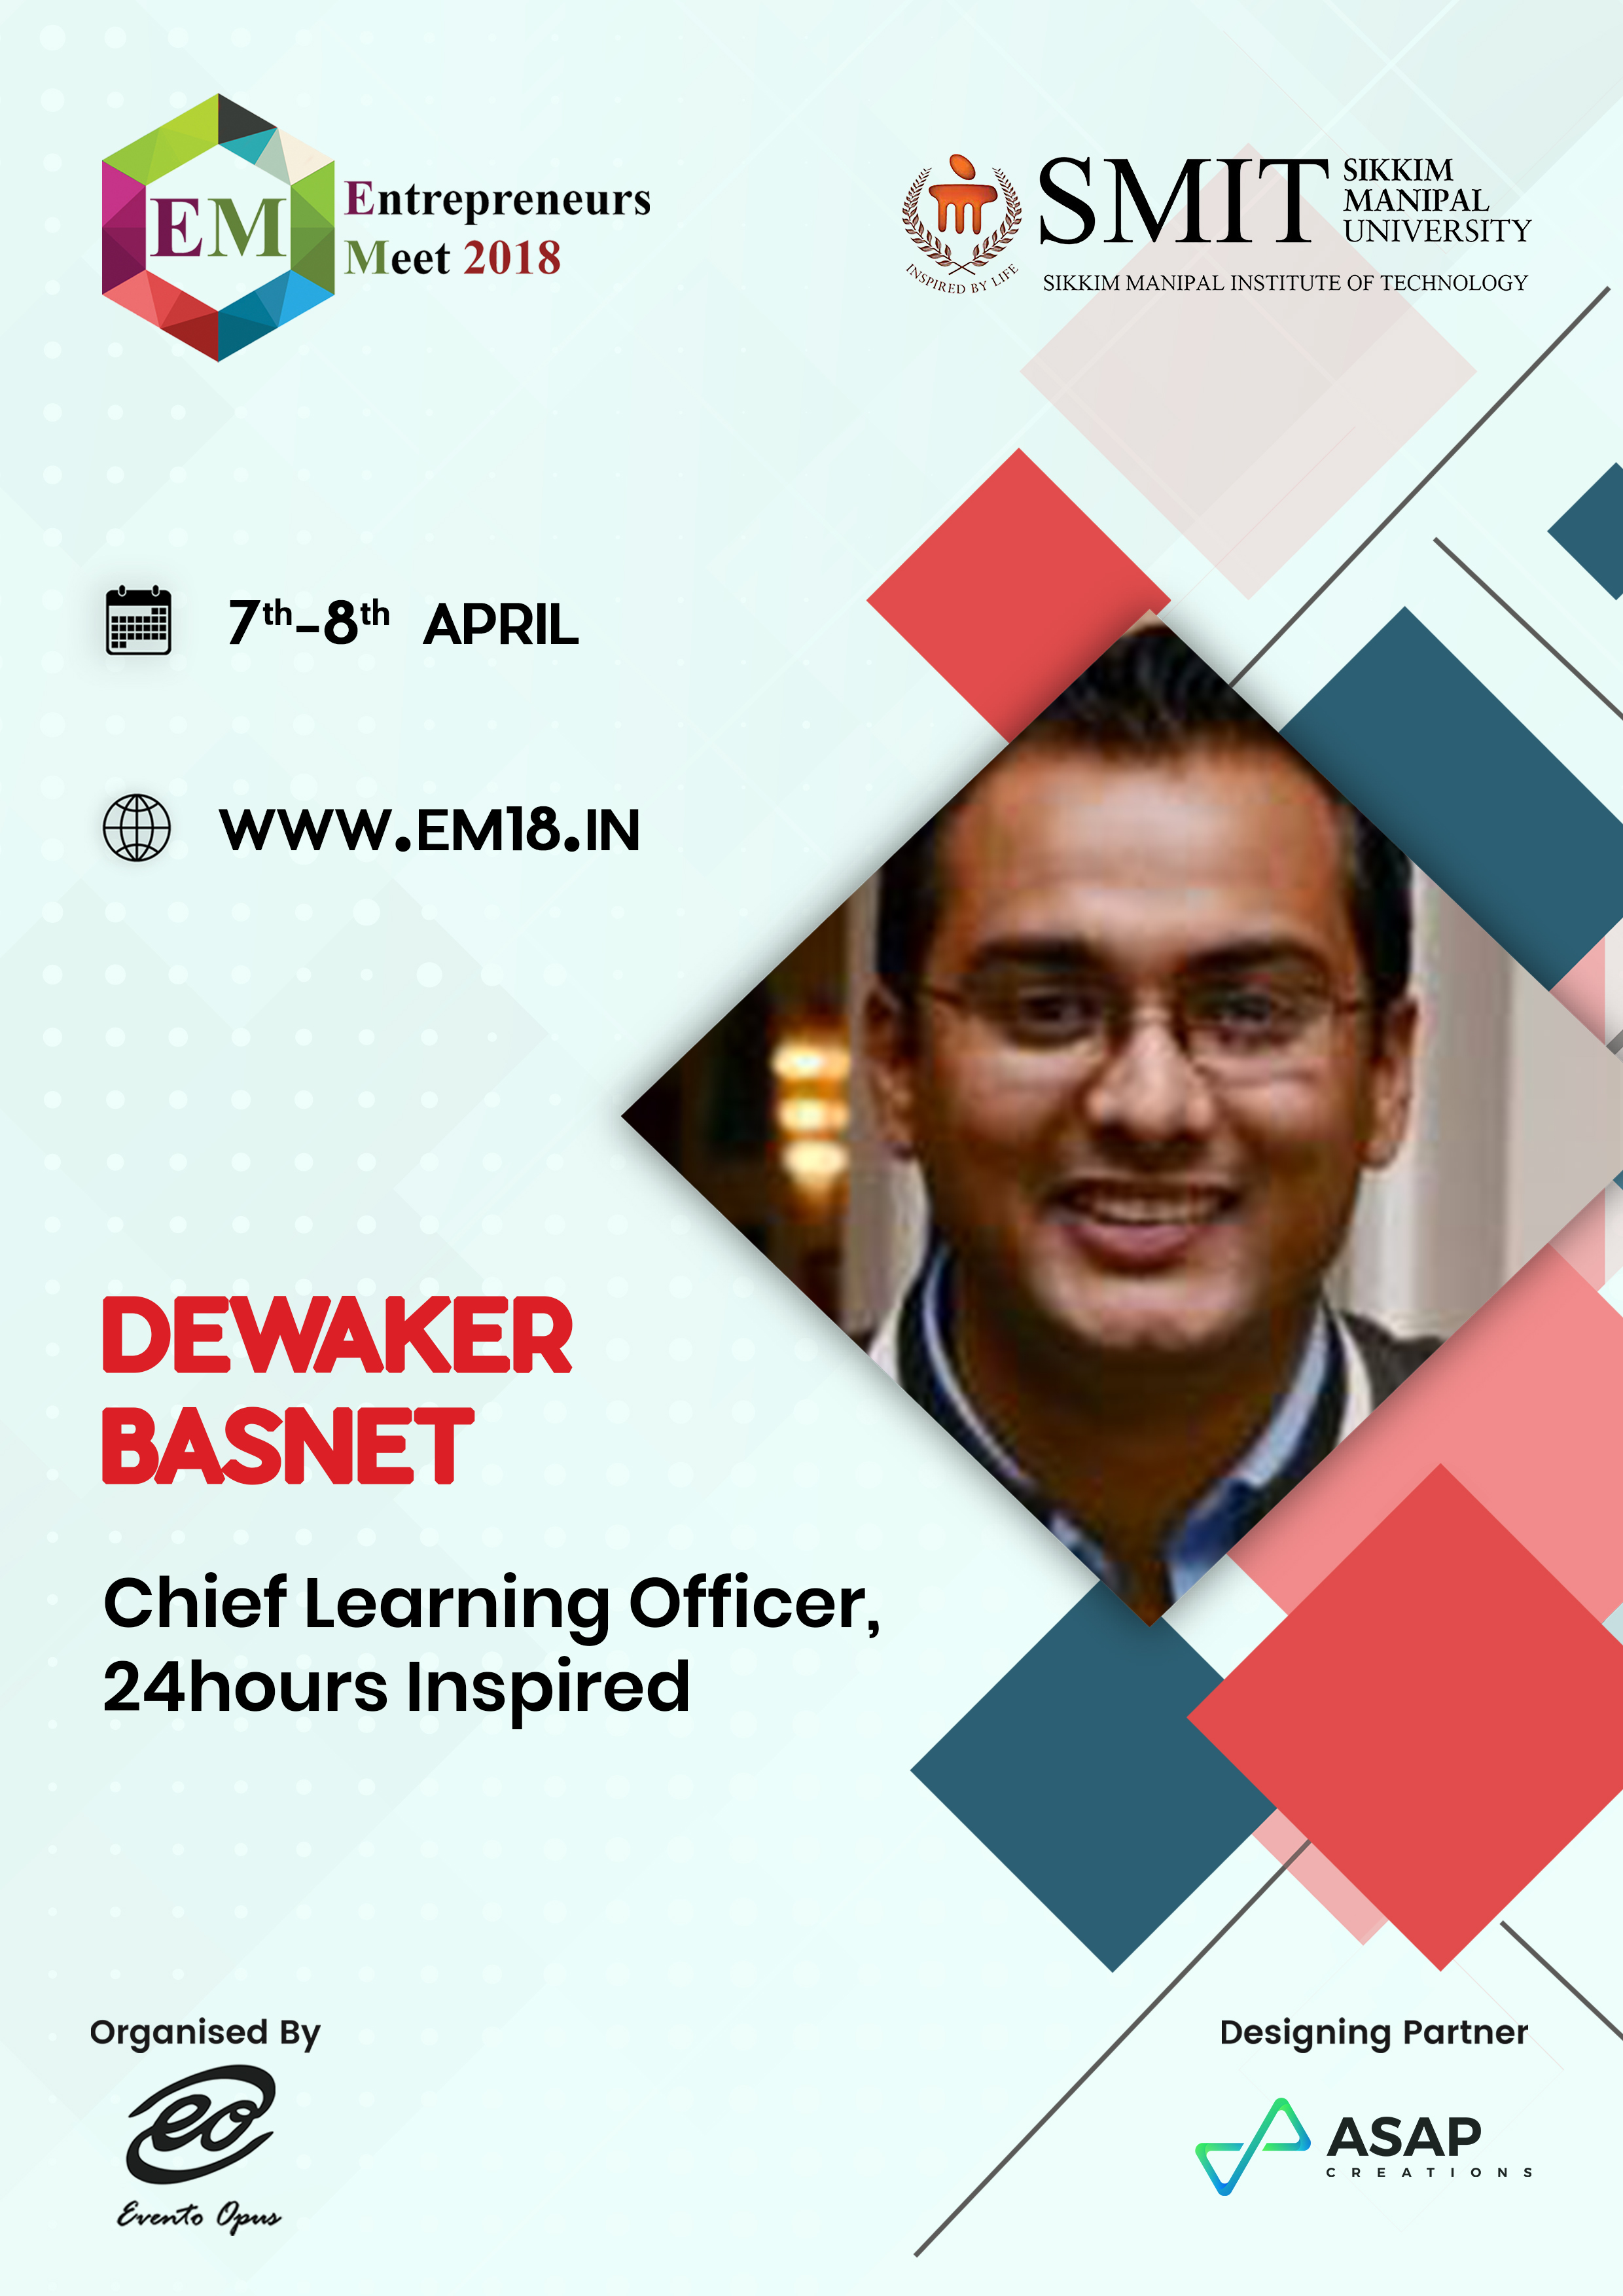 EM
Entrepreneurs
Meet 2018
INSPIRED BY LIFE
SMIT
SIKKIM
MANIPAL
UNIVERSITY
SIKKIM MANIPAL INSTITUTE OF TECHNOLOGY
7th-8th APRIL
WWW.EM18.IN
DEWAKER
BASNET
Chief Learning Officer,
24hours Inspired
Organised By
eo
Evento Opus
Designing Partner
ASAP
CREATIONS